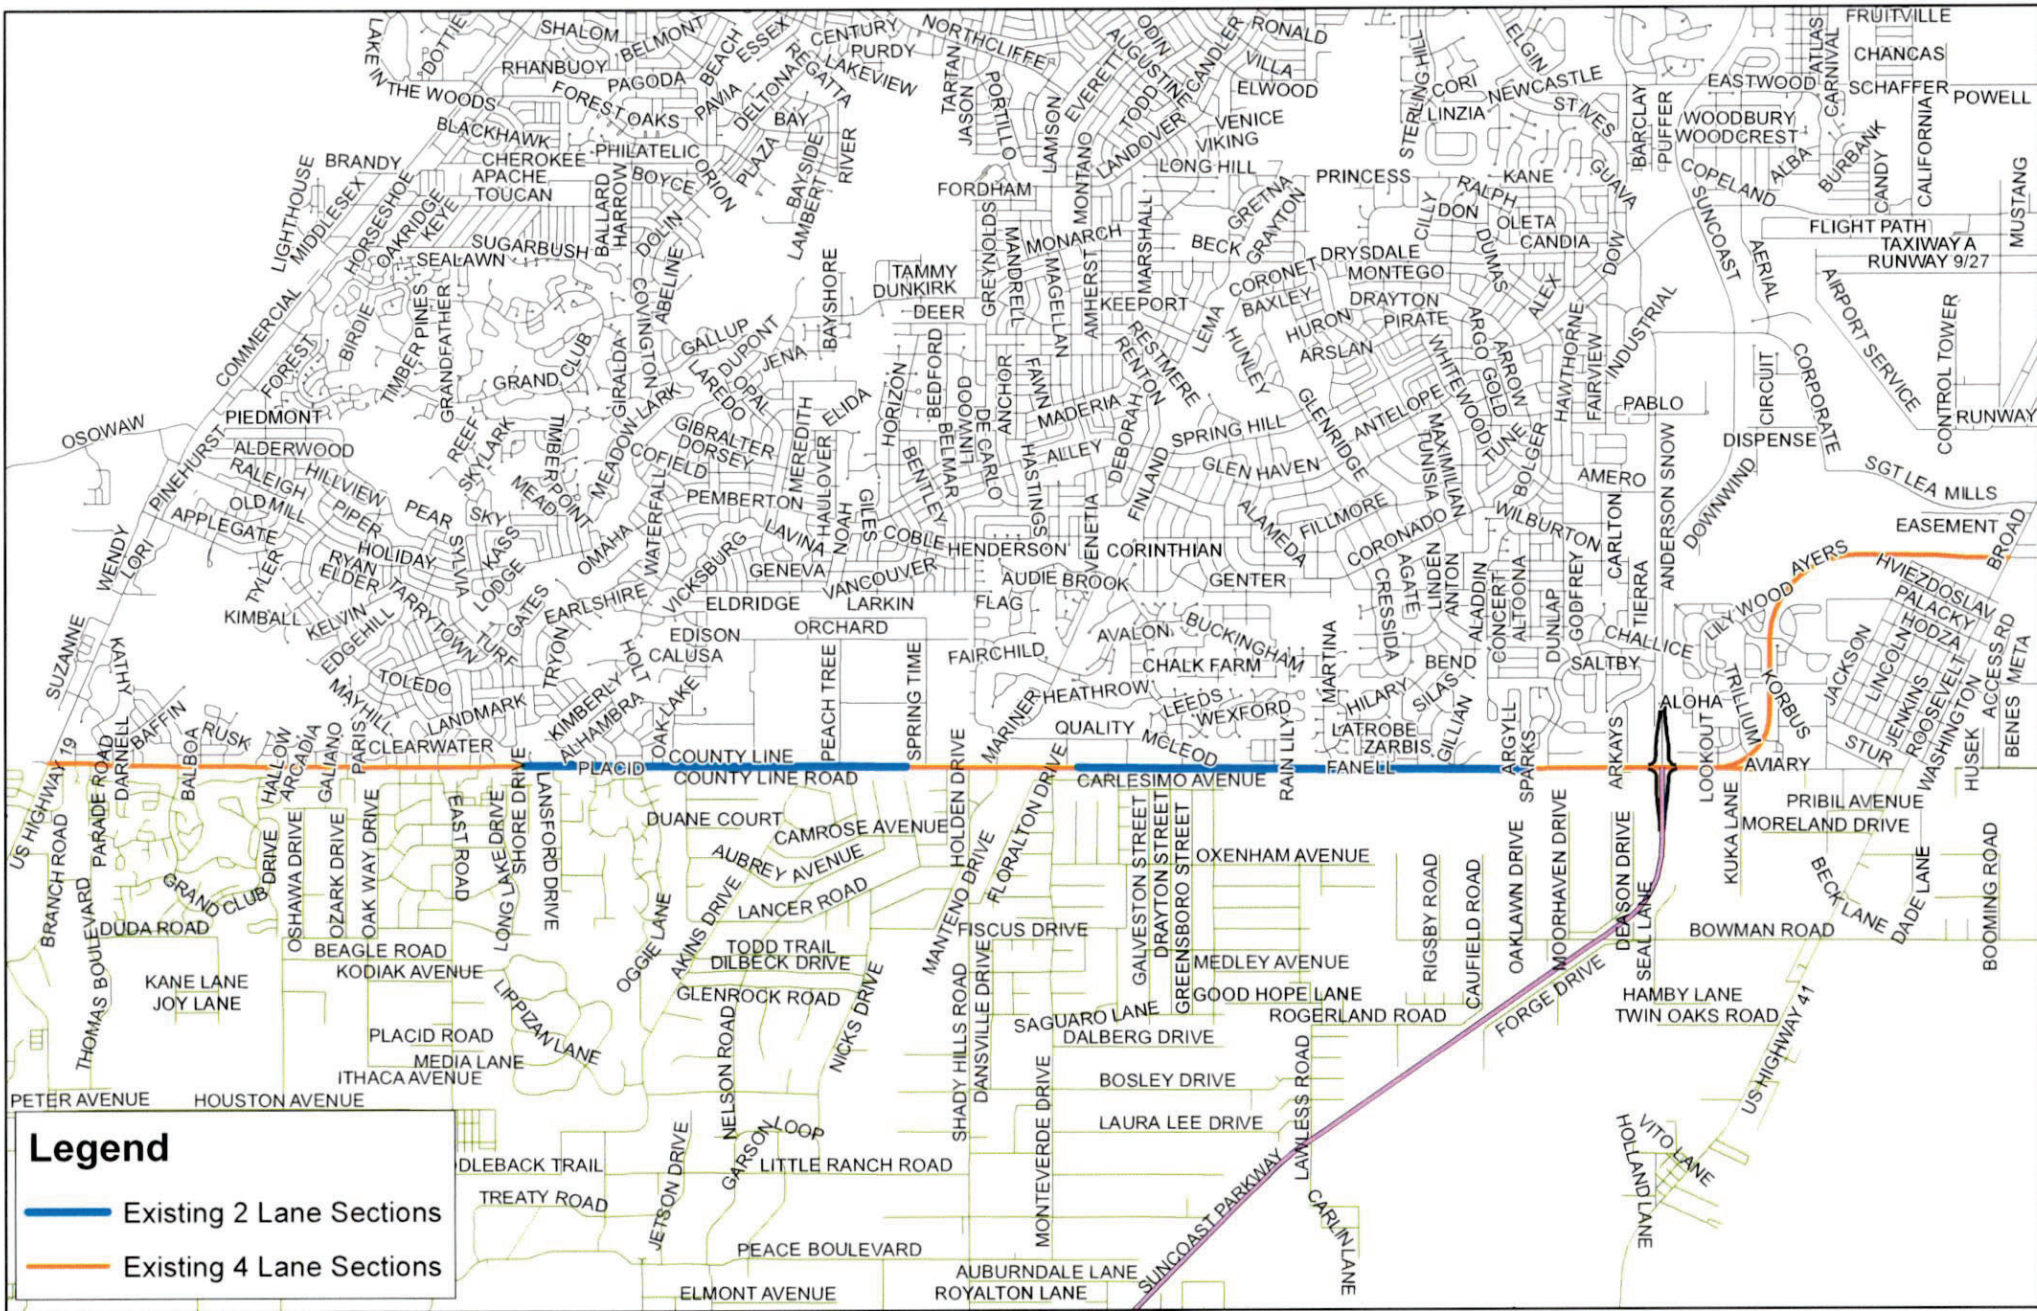 LAKE IN
DOTTIE
SHALOM
BELMONT
BEACH
ESSEX
CENTURY
PURDY
NORTHCLIFFE
ODIN
CANDLER
RONALD
ELGIN
ATLAS
FRUITVILLE
RHANBUOY
PAGODA
REGATTA
LAKEVIEW
TARTAN
AUGUSTINE
VILLA
STERLING HILL
CORI
NEWCASTLE
EASTWOOD
CARNIVAL
CHANCAS
SCHAFFER
POWELL
THE WOODS
FOREST OAKS
PAVIA
DELTONA
BAY
JASON
PORTILLO
LAMSON
EVERETT
TODD
ELWOOD
LINZIA
ST IVES
BARCLAY
PUFFER
WOODBURY
WOODCREST
CALIFORNIA
BLACKHAWK
CHEROKEE
PHILATELIC
PLAZA
BAYSIDE
RIVER
LANDOVER
VENICE
VIKING
LONG HILL
PRINCESS
KANE
GUAVA
COPELAND
ALBA
BURBANK
CANDY
MUSTANG
LIGHTHOUSE
BRANDY
MIDDLESEX
APACHE
TOUCAN
BALLARD
HARROW
BOYCE
ORION
LAMBERT
FORDHAM
MONTANO
GRETNA
GRAYTON
CILLY
RALPH
DON
OLETA
SUNCOAST
HORSESHOE
OAKRIDGE
KEYE
SUGARBUSH
DOLIN
GREYNOLDS
MANDRELL
MONARCH
MARSHALL
BECK
DRYSDALE
DUMAS
CANDIA
DOW
AERIAL
FLIGHT PATH
TAXIWAY A
RUNWAY 9/27
SEALAWN
ABELINE
BAYSHORE
TAMMY
DUNKIRK
DEER
MAGELLAN
AMHERST
KEEPORT
CORONET
BAXLEY
MONTEGO
DRAYTON
PIRATE
ALEX
AIRPORT SERVICE
COMMERCIAL
FOREST
BIRDIE
TIMBER PINES
GRANDFATHER
GRAND CLUB
GIRALDA
COVINGTON
GALLUP
DUPONT
JENA
HORIZON
BEDFORD
DOOWNIT
ANCHOR
FAWN
RENTON
RESTMERE
LEMA
HUNLEY
HURON
ARSLAN
WHITEWOOD
ARGO GOLD
ARROW
HAWTHORNE
FAIRVIEW
INDUSTRIAL
CIRCUIT
CORPORATE
CONTROL TOWER
OSOWAW
PIEDMONT
ALDERWOOD
REEF
SKYLARK
TIMBER POINT
MEADOW LARK
LAREDO
OPAL
MEREDITH
ELIDA
BELMAR
DE CARLO
MADERIA
DEBORAH
SPRING HILL
GLENRIDGE
ANTELOPE
MAXIMILIAN
TUNE
BOLGER
PABLO
DISPENSE
RUNWAY
PINEHURST
RALEIGH
HILLVIEW
GIBRALTER
DORSEY
COFIELD
HAULOVER
BENTLEY
HASTINGS
ALLEY
FINLAND
GLEN HAVEN
TUNISIA
AMERO
ANDERSON SNOW
DOWNWIND
SGT LEA MILLS
OLD MILL
APPLEGATE
PIPER
PEAR
SKY
MEAD
WATERFALL
PEMBERTON
LAVINA
NOAH
GILES
COBLE
HENDERSON
VENETIA
CORINTHIAN
ALAMEDA
FILLMORE
CORONADO
WILBURTON
CARLTON
EASEMENT
BROAD
WENDY
LORI
TYLER
RYAN
HOLIDAY
ELDER
SYLVIA
KASS
LODGE
OMAHA
VICKSBURG
GENEVA
VANCOUVER
AUDIE
BROOK
GENTER
CRESSIDA
AGATE
LINDEN
ANTON
ALADDIN
CONCERT
ALTOONA
DUNLAP
GODFREY
TIERRA
LILY WOOD
AYERS
HVIEZDOSLAV
PALACKY
HODZA
KIMBALL
KELVIN
EDGEHILL
TARRYTOWN
TURF
GATES
EARLSHIRE
ELDRIDGE
LARKIN
FLAG
ORCHARD
EDISON
CALUSA
FAIRCHILD
AVALON
BUCKINGHAM
CHALK FARM
MARTINA
BEND
CHALLICE
SALTBY
TRILLIUM
KORBUS
JACKSON
LINCOLN
JENKINS
ROOSEVELT
WASHINGTON
ACCESS RD
META
SUZANNE
KATHY
TOLEDO
MAYHILL
LANDMARK
TRYON
HOLT
KIMBERLY
ALHAMBRA
OAK LAKE
PEACH TREE
SPRING TIME
MARINER
HEATHROW
LEEDS
WEXFORD
HILARY
SILAS
GILLIAN
ARGYLL
ALOHA
STUR
HUSEK
BENES
US HIGHWAY 19
BAFFIN
RUSK
BALBOA
HALLOW
ARCADIA
GALIANO
PARIS
CLEARWATER
QUALITY
MCLEOD
LATROBE
ZARBIS
SPARKS
ARKAYS
LOOKOUT
AVIARY
COUNTY LINE
PLACID
COUNTY LINE ROAD
CARLESIMO AVENUE
RAIN LILY
FANELL
BRANCH ROAD
PARADE ROAD
DARNELL
GRAND CLUB DRIVE
OSHAWA DRIVE
OZARK DRIVE
OAK WAY DRIVE
EAST ROAD
LONG LAKE DRIVE
SHORE DRIVE
LANSFORD DRIVE
DUANE COURT
CAMROSE AVENUE
AUBREY AVENUE
HOLDEN DRIVE
FLORALTON DRIVE
GALVESTON STREET
DRAYTON STREET
GREENSBORO STREET
OXENHAM AVENUE
RIGSBY ROAD
CAUFIELD ROAD
OAKLAWN DRIVE
MOORHAVEN DRIVE
DEASON DRIVE
SEAL LANE
KUKA LANE
PRIBIL AVENUE
MORELAND DRIVE
BECK LANE
DADE LANE
BOOMING ROAD
THOMAS BOULEVARD
DUDA ROAD
BEAGLE ROAD
KODIAK AVENUE
OGGIE LANE
AKINS DRIVE
LANCER ROAD
TODD TRAIL
DILBECK DRIVE
GLENROCK ROAD
MANTENO DRIVE
FISCUS DRIVE
MEDLEY AVENUE
BOWMAN ROAD
KANE LANE
JOY LANE
PLACID ROAD
MEDIA LANE
LIPPIZAN LANE
NELSON ROAD
NICKS DRIVE
SHADY HILLS ROAD
DANSVILLE DRIVE
SAGUARO LANE
DALBERG DRIVE
GOOD HOPE LANE
ROGERLAND ROAD
FORGE DRIVE
HAMBY LANE
TWIN OAKS ROAD
US HIGHWAY 41
ITHACA AVENUE
PETER AVENUE
HOUSTON AVENUE
MONTEVERDE DRIVE
BOSLEY DRIVE
LAURA LEE DRIVE
LAWLESS ROAD
HOLLAND LANE
VITO LANE
Legend
DLEBACK TRAIL
JETSON DRIVE
GARSON LOOP
LITTLE RANCH ROAD
TREATY ROAD
Existing 2 Lane Sections
SUNCOAST PARKWAY
CARLIN LANE
PEACE BOULEVARD
Existing 4 Lane Sections
ELMONT AVENUE
AUBURNDALE LANE
ROYALTON LANE